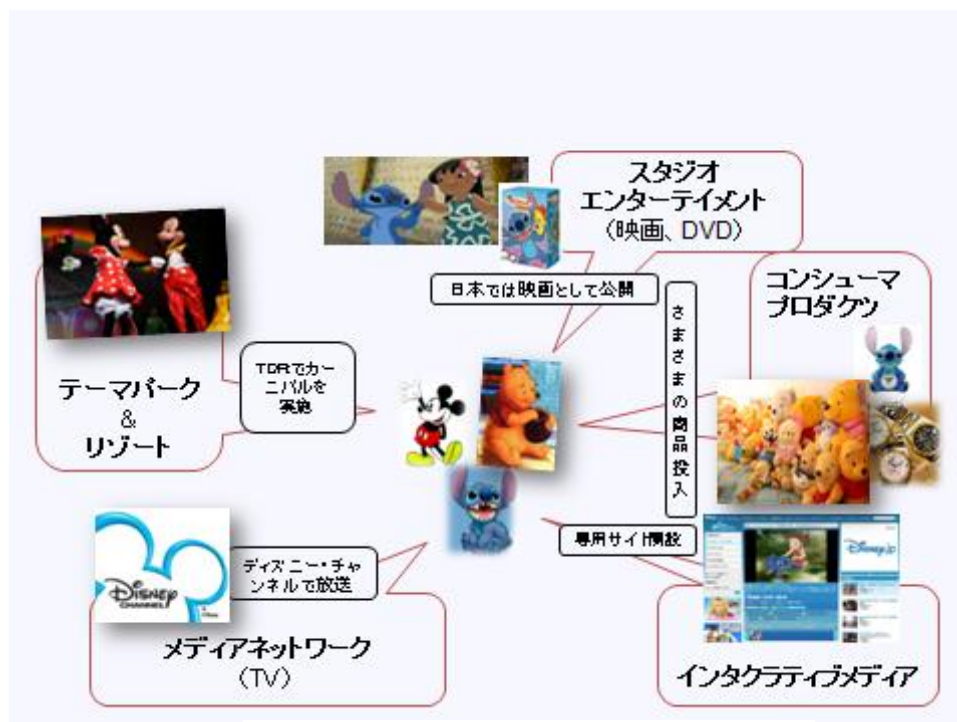 スタジオ
エンターテイメント
(映画、DVD)
日本では映画として公開
コンシューマ
プロダクツ
さまざまの商品投入
TDRでカー
ニバルを
実施
テーマパーク
&
リゾート
専用サイト開設
ディズニー・チャ
ンネルで放送
Disney
CHANNEL
Disney.jp
メディアネットワーク
(TV)
インタクラティブメディア